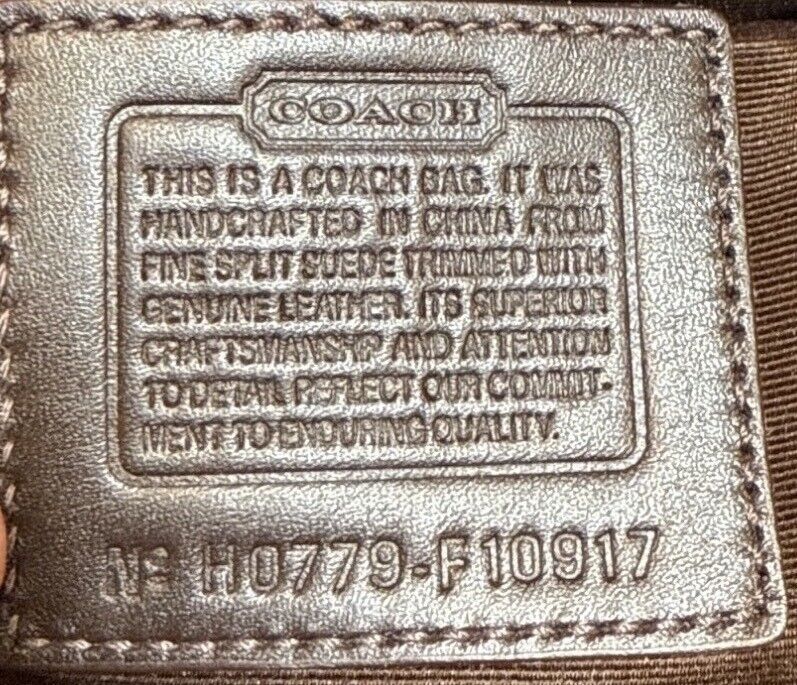 COACH
THIS IS A COACH BAG. IT WAS
HANDCRAFTED IN CHINA FROM
FINE SPLIT SUEDE TRIMMED WITH
GENUINE LEATHER. ITS SUPERIOR
CRAFTSMANSHIP AND ATTENTION
TO DETAIL REFLECT OUR COMMIT-
MENT TO ENDURING QUALITY.
Nº H0779-F10917